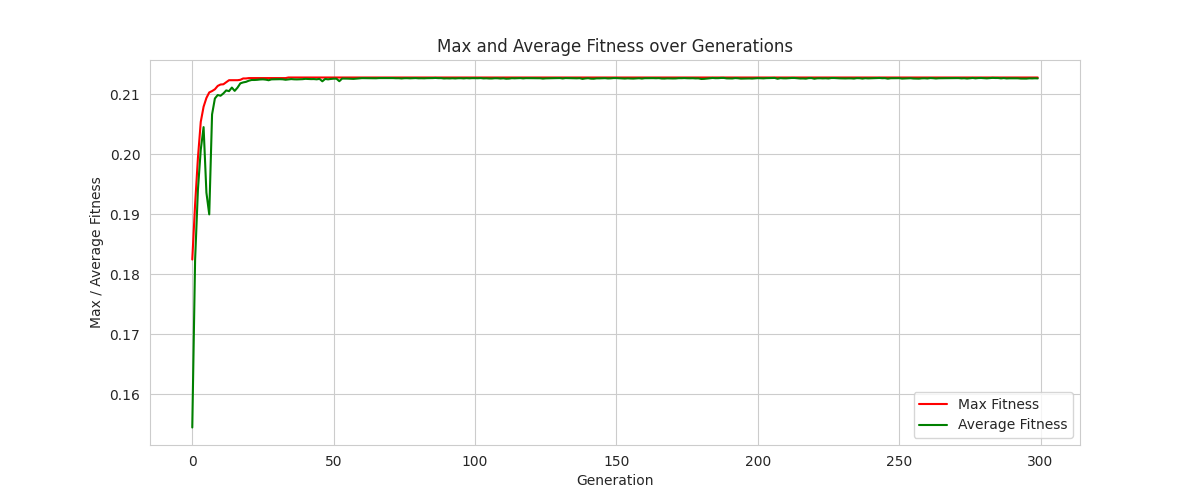 Max and Average Fitness over Generations
Max / Average Fitness
0.21
0.20
0.19
0.18
0.17
0.16
0
50
100
150
200
250
300
Generation
Max Fitness
Average Fitness